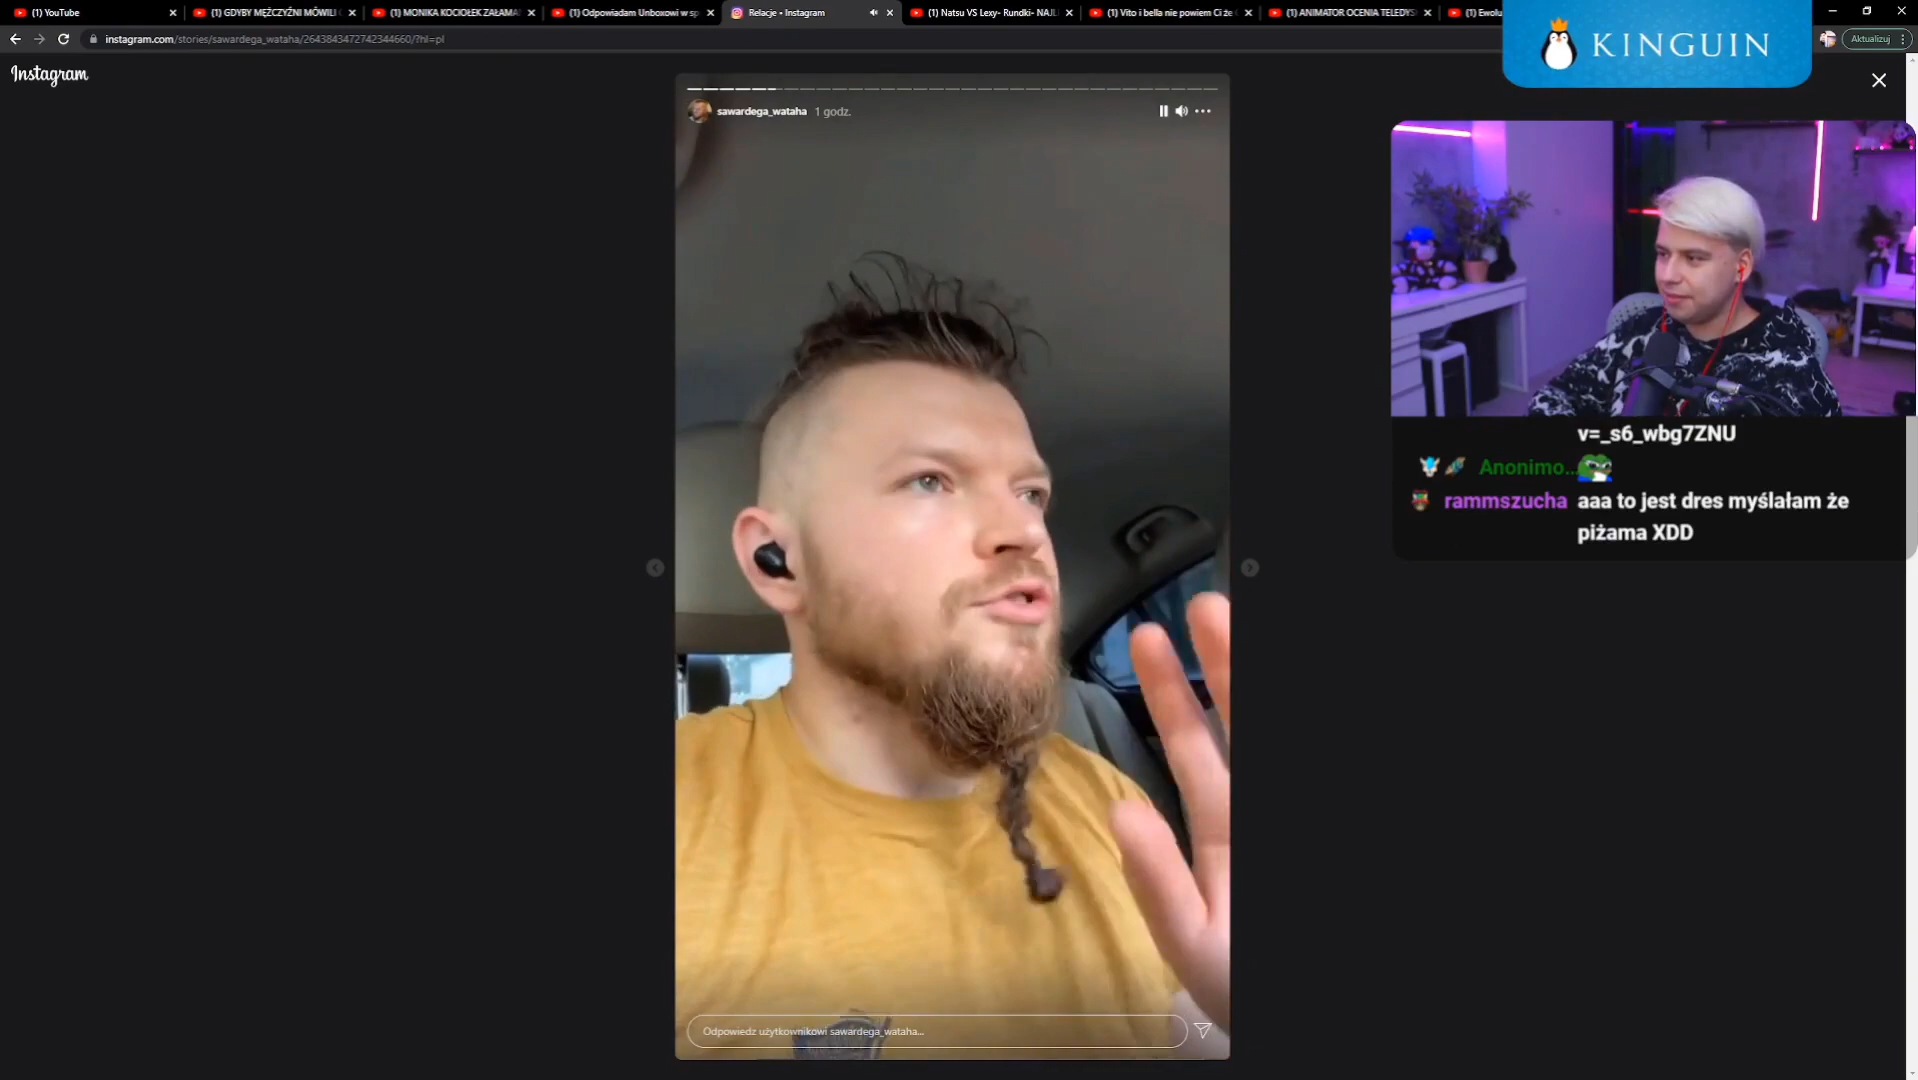 (1) YouTube
(1) GDYBY MĘŻCZYŹNI MÓWILI
(1) MONIKA KOCIOŁEK ZAŁAMA
(1) Odpowiadam Unboxowi w sp
Relacje • Instagram
(1) Natsu VS Lexy- Rundki- NAJL
(1) Vito i bella nie powiem Ci że
(1) ANIMATOR OCENIA TELEDYS
(1) Ewolu
instagram.com/stories/sawardega_wataha/2643843472742344660/?hl=pl
Aktualizuj
KINGUIN
Instagram
sawardega_wataha 1 godz.
v=_s6_wbg7ZNU
Anonimo...
rammszucha aaa to jest dres myślałam że
piżama XDD
Odpowiedz użytkownikowi sawardega_wataha...